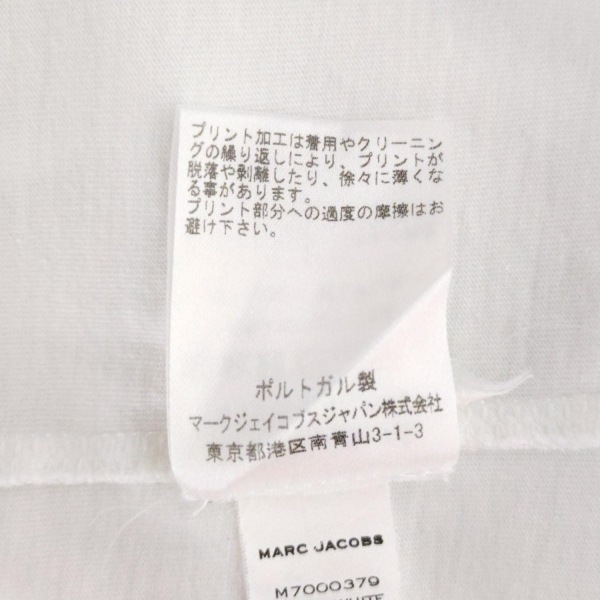 プリント加工は着用やクリーニン
グの繰り返しにより、プリントが
脱落や剥離したり、徐々に薄くな
る事があります。
プリント部分への過度の摩擦はお
避け下さい。
ポルトガル製
マークジェイコブスジャパン株式会社
東京都港区南青山3-1-3
MARC JACOBS
M7000379
WHITE